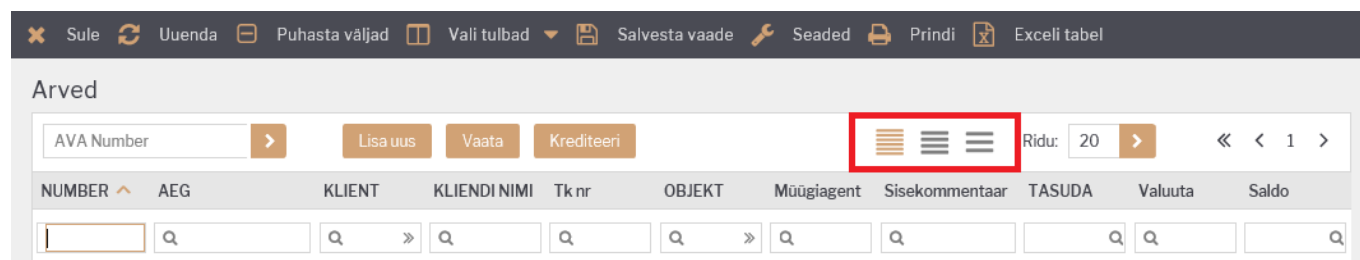 Sule Uuenda Puhasta väljad Vali tulbad Salvesta vaade Seaded Prindi Exceli tabel
Arved
AVA Number Lisa uus Vaata Krediteeri Ridu: 20 1
NUMBER AEG KLIENT KLIENDI NIMI Tk nr OBJEKT Müügiagent Sisekommentaar TASUDA Valuuta Saldo